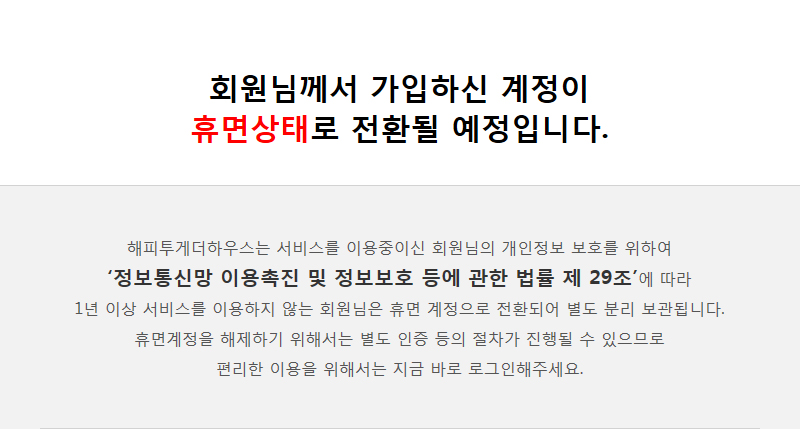 회원님께서 가입하신 계정이
휴면상태로 전환될 예정입니다.
해피투게더하우스는 서비스를 이용중이신 회원님의 개인정보 보호를 위하여
‘정보통신망 이용촉진 및 정보보호 등에 관한 법률 제 29조’에 따라
1년 이상 서비스를 이용하지 않는 회원님은 휴면 계정으로 전환되어 별도 분리 보관됩니다.
휴면계정을 해제하기 위해서는 별도 인증 등의 절차가 진행될 수 있으므로
편리한 이용을 위해서는 지금 바로 로그인해주세요.